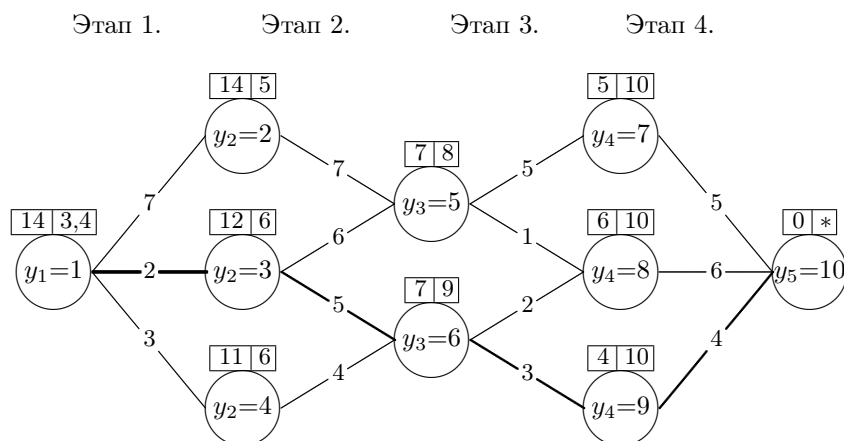 Этап 1. Этап 2. Этап 3. Этап 4.
14 5 5 10
y₂=2 y₄=7
7 8
7 7 5 5
y₃=5
14 3,4 12 6 6 1 6 10 0 *
y₁=1 2 y₂=3 y₄=8 6 y₅=10
7 9
5 2
3 y₃=6 4
11 6 4 3 4 10
y₂=4 y₄=9